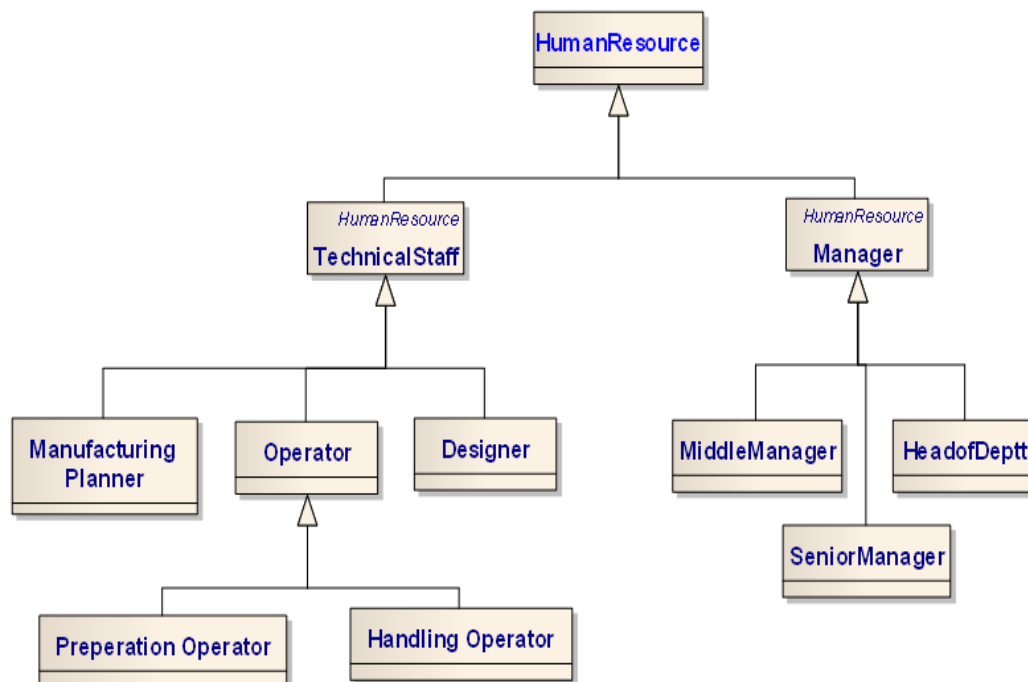 HumanResource
HumanResource
TechnicalStaff
HumanResource
Manager
Manufacturing
Planner
Operator
Designer
MiddleManager
HeadofDeptt
SeniorManager
Preperation Operator
Handling Operator